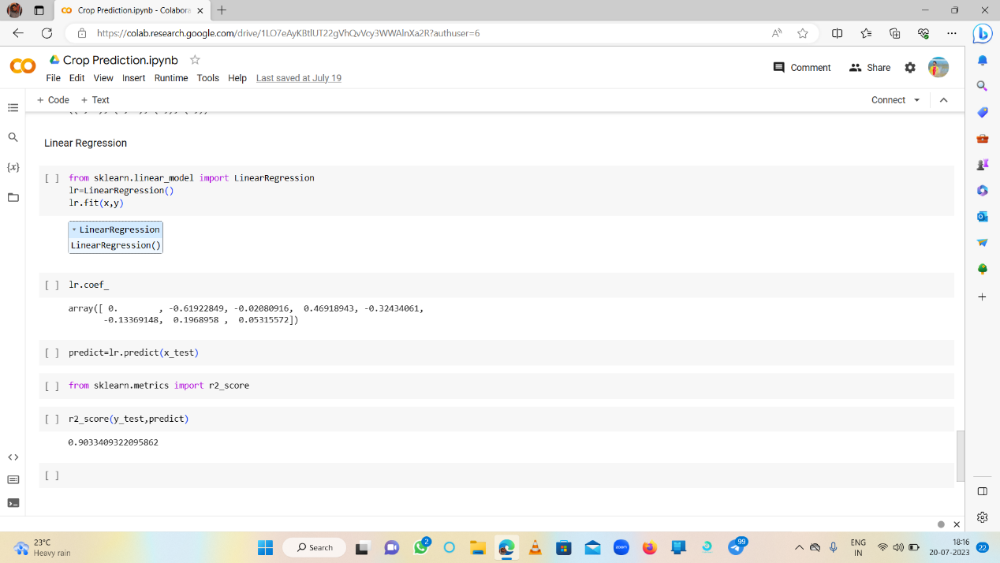 Crop Prediction.ipynb - Colabora
https://colab.research.google.com/drive/1LO7eAyKBtlUT22gVhQvVcy3WWAlnXa2R?authuser=6
Crop Prediction.ipynb
Comment
Share
File Edit View Insert Runtime Tools Help Last saved at July 19
+ Code + Text
Connect
Linear Regression
[ ] from sklearn.linear_model import LinearRegression
lr=LinearRegression()
lr.fit(x,y)
LinearRegression
LinearRegression()
[ ] lr.coef_
array([ 0.        , -0.61922849, -0.02080916,  0.46918943, -0.32434061,
-0.13369148,  0.1968958 ,  0.05315572])
[ ] predict=lr.predict(x_test)
[ ] from sklearn.metrics import r2_score
[ ] r2_score(y_test,predict)
0.9033409322095862
[ ]
23°C
Heavy rain
Search
2
zoom
99
ENG
IN
18:16
20-07-2023
22